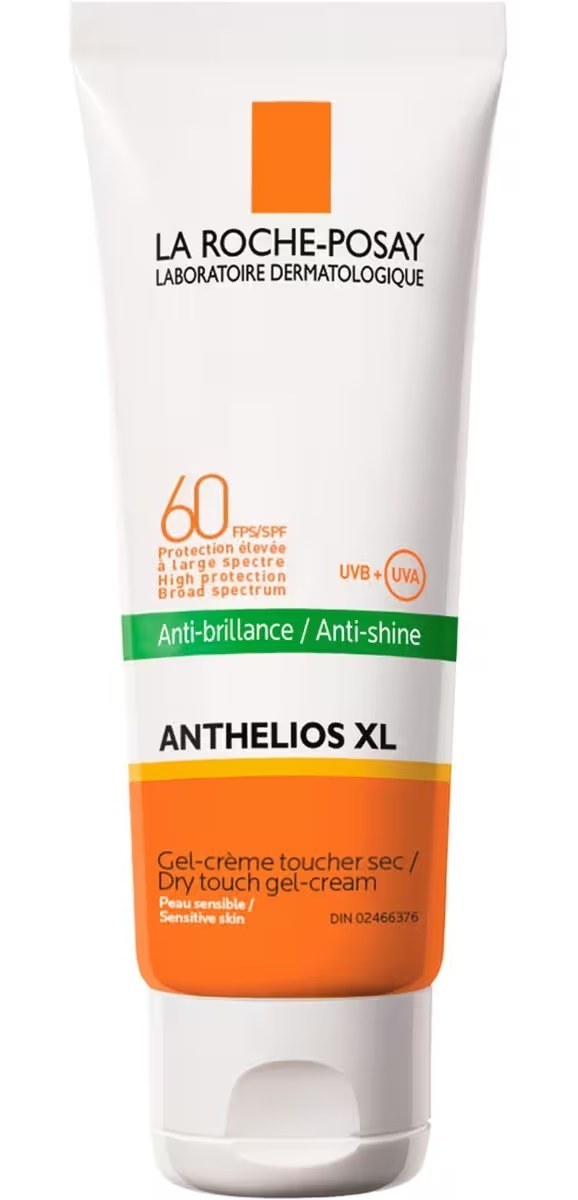 LA ROCHE-POSAY
LABORATOIRE DERMATOLOGIQUE
60 FPS/SPF
Protection élevée
à large spectre
High protection
Broad spectrum
UVB + UVA
Anti-brillance / Anti-shine
ANTHELIOS XL
Gel-crème toucher sec /
Dry touch gel-cream
Peau sensible /
Sensitive skin
DIN 02466376